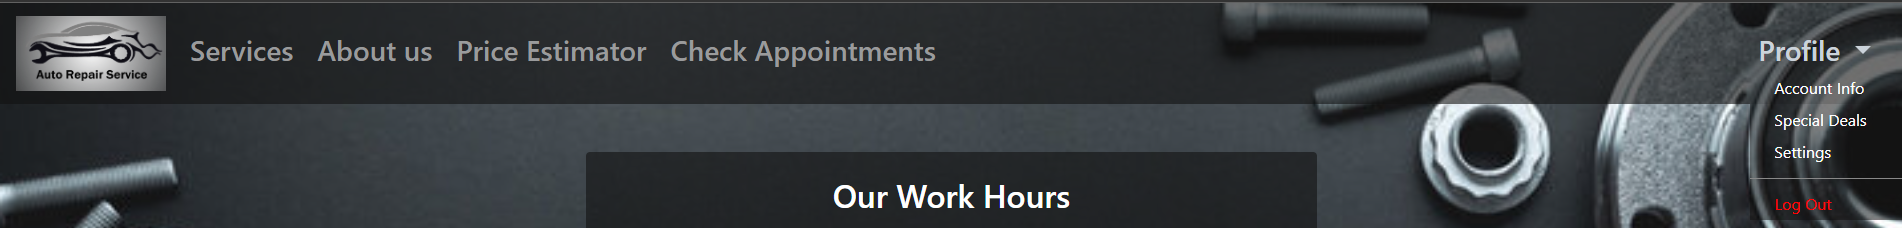 Auto Repair Service
Services About us Price Estimator Check Appointments Profile
Account Info
Special Deals
Settings
Log Out
Our Work Hours